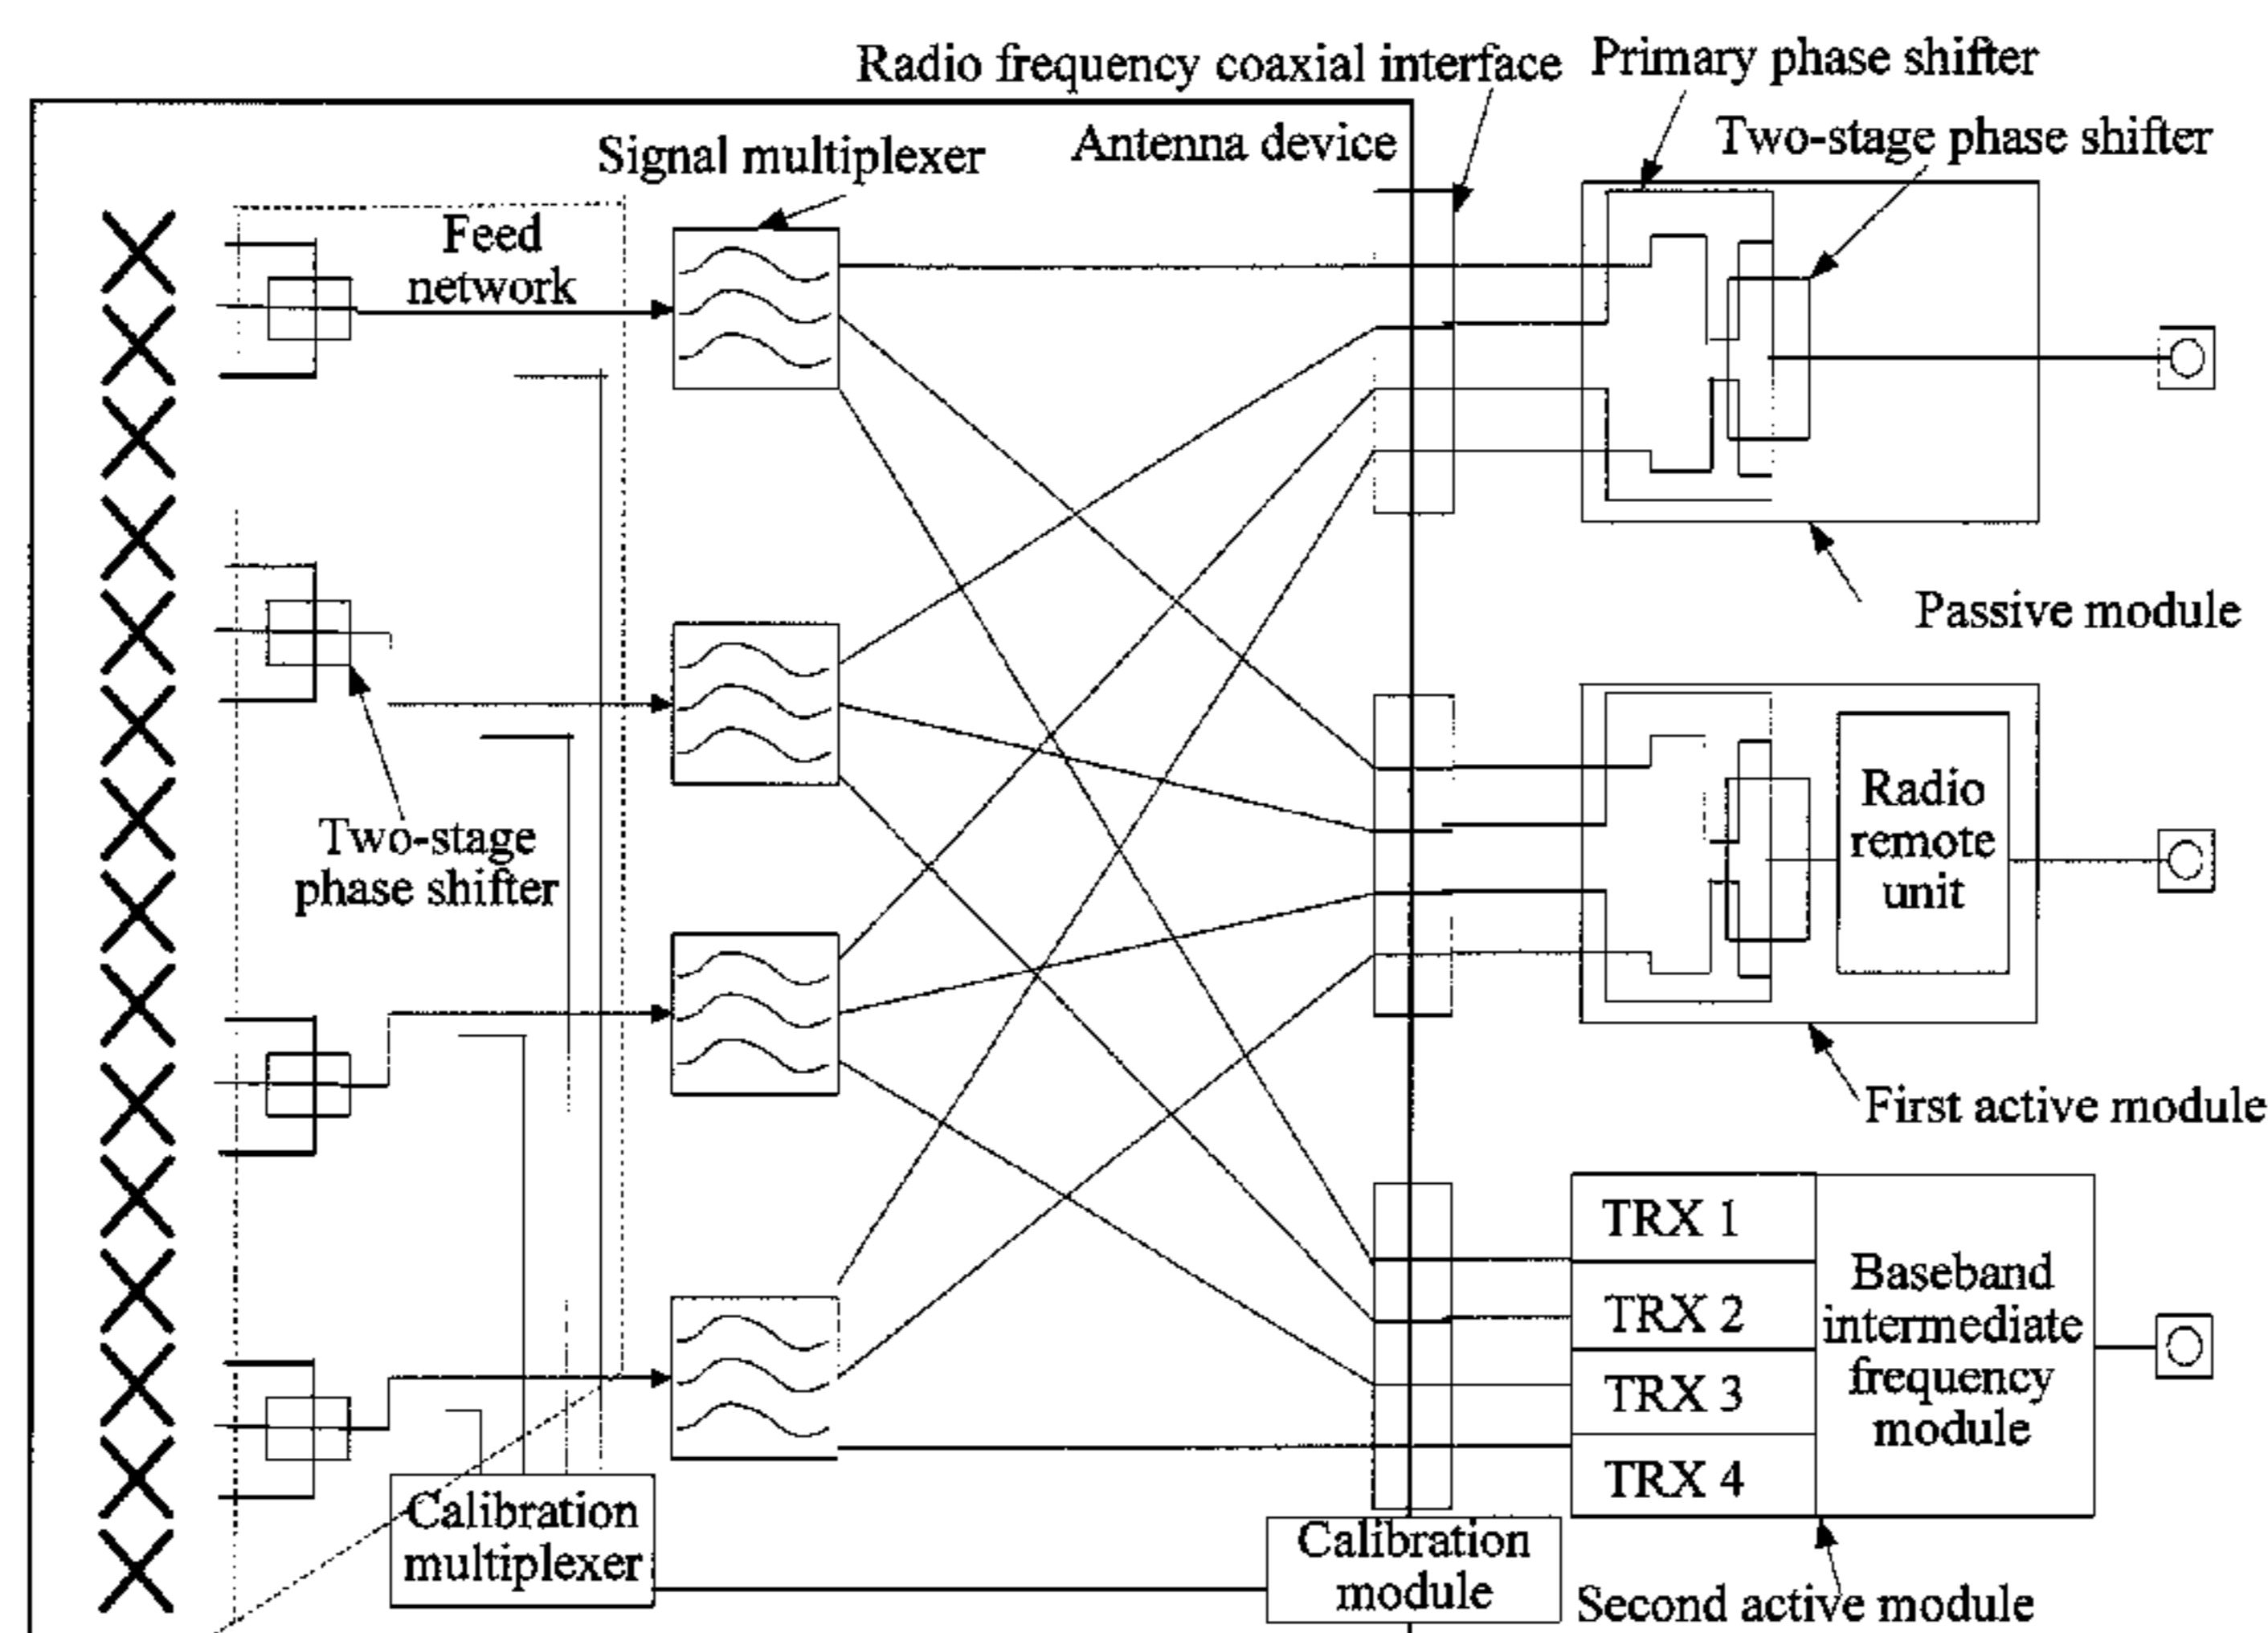 Radio frequency coaxial interface
Primary phase shifter
Signal multiplexer
Antenna device
Two-stage phase shifter
Feed
network
Passive module
Two-stage
phase shifter
Radio
remote
unit
First active module
TRX 1
TRX 2
TRX 3
TRX 4
Baseband
intermediate
frequency
module
Calibration
multiplexer
Calibration
module
Second active module